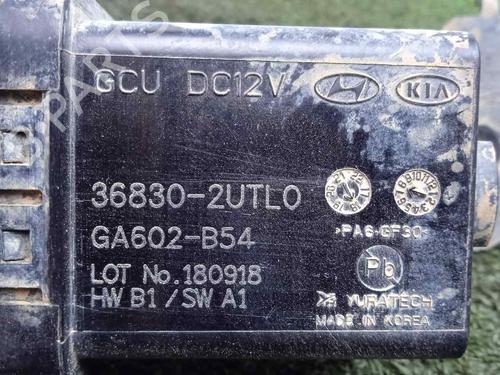 GCU DC12V
KIA
36830-2UTL0
GA602-B54
>PA6-GF30<
LOT No.180918
Pb
HW B1 / SW A1
YURATECH
MADE IN KOREA